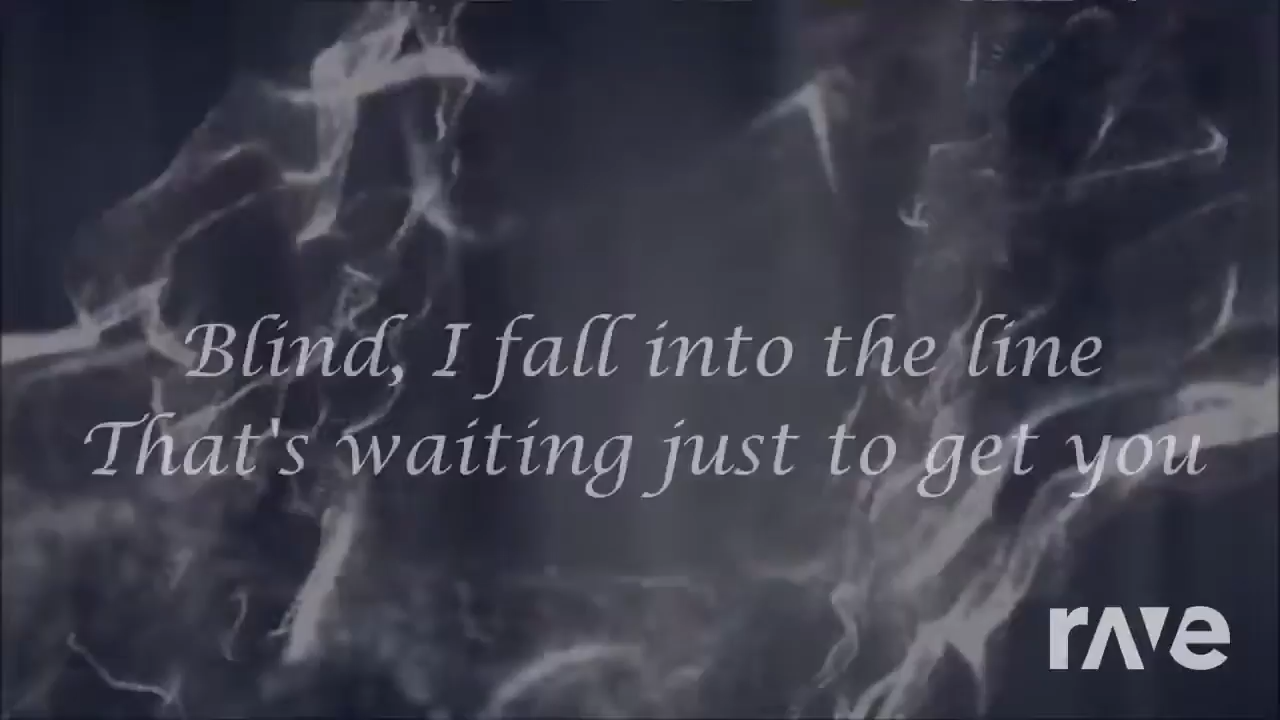 Blind, I fall into the line
That's waiting just to get you
rave